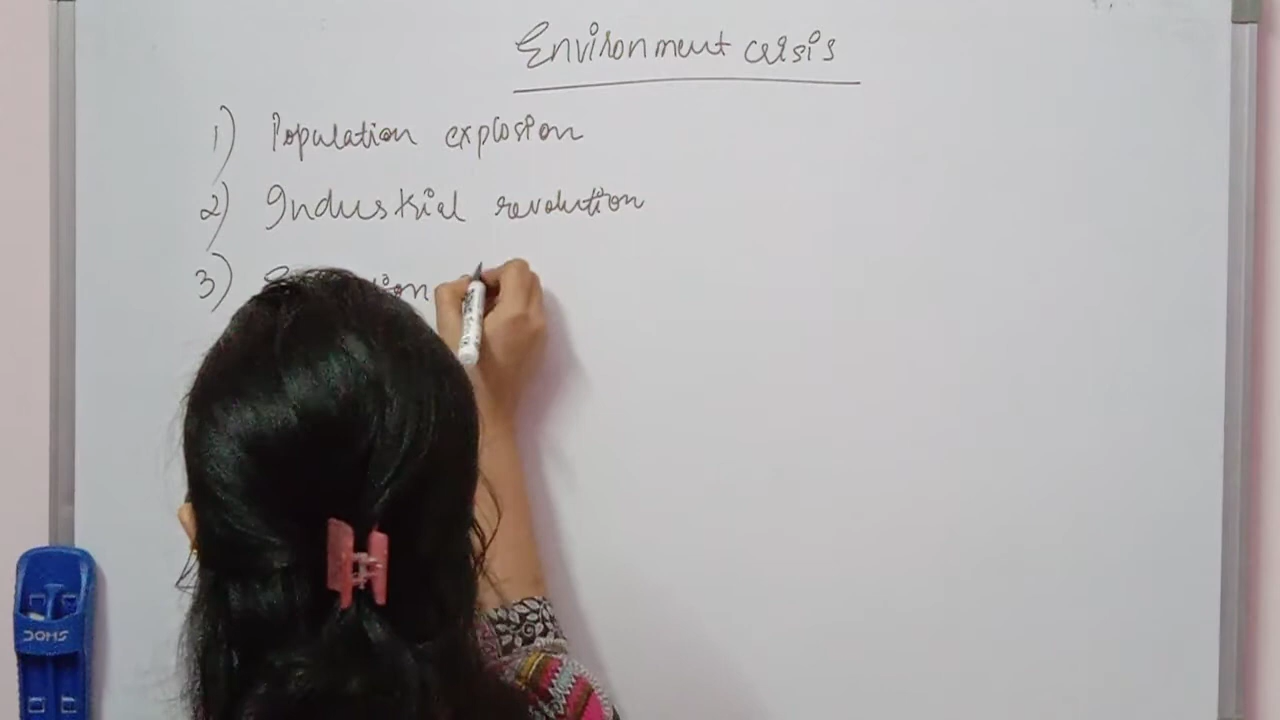 Environment crisis
1) Population explosion
2) Industrial revolution
3)
DOMS